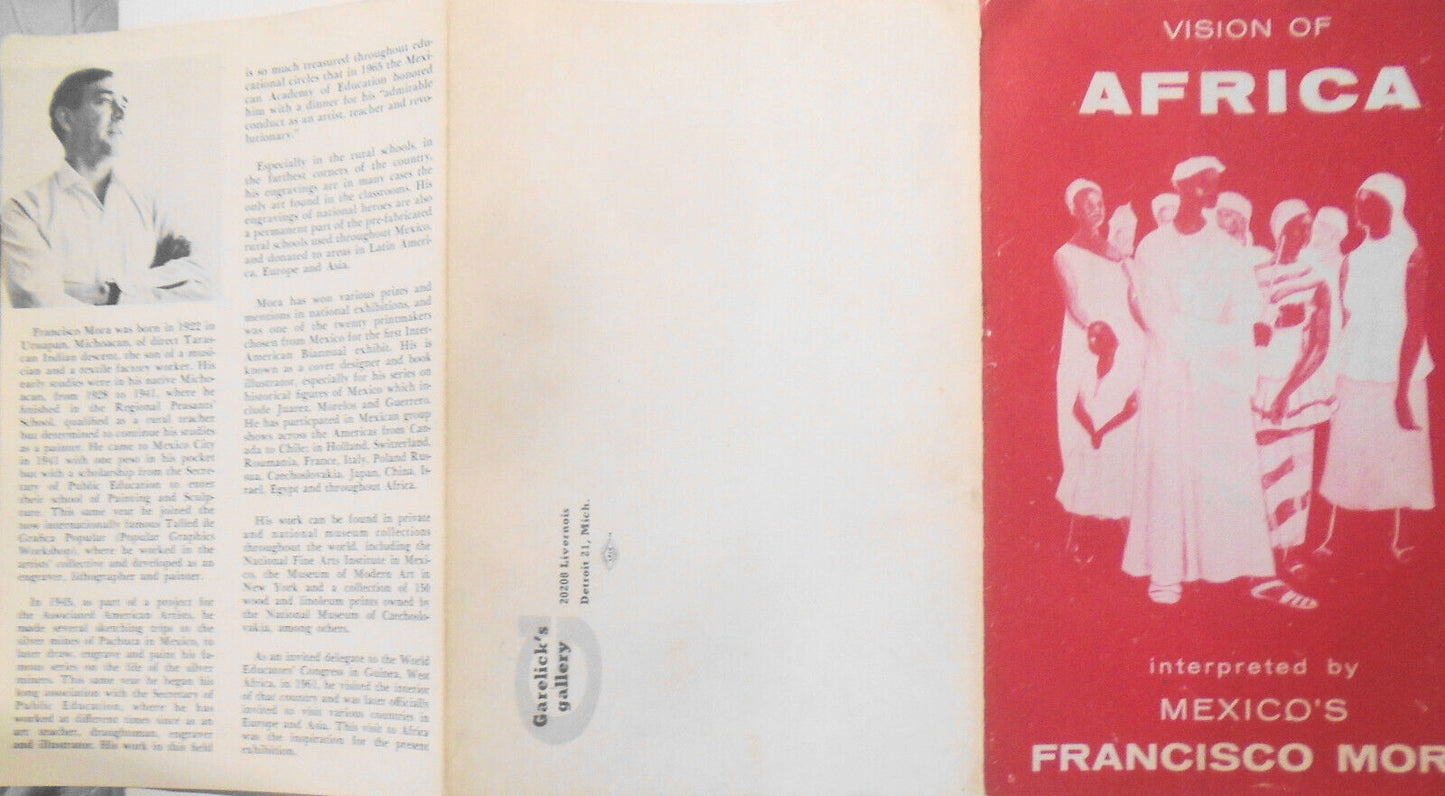 Francisco Mora was born in 1922 in
Uruapan, Michoacan, of direct Taras-
can Indian descent, the son of a musi-
cian and a textile factory worker. His
early studies were in his native Micho-
acan, from 1928 to 1941, where he
finished in the Regional Peasants'
School, qualified as a rural teacher
but determined to continue his studies
as a painter. He came to Mexico City
in 1941 with one peso in his pocket
but with a scholarship from the Secre-
tary of Public Education to enter
their school of Painting and Sculp-
ture. This same year he joined the
now internationally famous Talled de
Grafica Popular (Popular Graphics
Workshop), where he worked in the
artists' collective and developed as an
engraver, lithographer and painter.
In 1945, as part of a project for
the Associated American Artists, he
made several sketching trips to the
silver mines of Pachuca in Mexico, to
later draw, engrave and paint his fa-
mous series on the life of the silver
miners. This same year he began his
long association with the Secretary of
Public Education, where he has
worked at different times since as an
art teacher, draughtsman, engraver
and illustrator. His work in this field
is so much treasured throughout edu-
cational circles that in 1965 the Mexi-
can Academy of Education honored
him with a dinner for his "admirable
conduct as an artist, teacher and revo-
lutionary."
Especially in the rural schools, in
the farthest corners of the country,
his engravings are in many cases the
only art found in the classrooms. His
engravings of national heroes are also
a permanent part of the pre-fabricated
rural schools used throughout Mexico,
and donated to areas in Latin Ameri-
ca, Europe and Asia.
Mora has won various prizes and
mentions in national exhibitions, and
was one of the twenty printmakers
chosen from Mexico for the first Inter-
American Biannual exhibit. His is
known as a cover designer and book
illustrator, especially for his series on
historical figures of Mexico which in-
clude Juarez, Morelos and Guerrero.
He has participated in Mexican group
shows across the Americas from Can-
ada to Chile; in Holland, Switzerland,
Roumania, France, Italy, Poland Rus-
sua, Czechoslovakia, Japan, China, Is-
rael, Egypt and throughout Africa.
His work can be found in private
and national museum collections
throughout the world, including the
National Fine Arts Institute in Mexi-
co, the Museum of Modern Art in
New York and a collection of 150
wood and linoleum prints owned by
the National Museum of Czechoslo-
vakia, among others.
As an invited delegate to the World
Educators' Congress in Guinea, West
Africa, in 1961, he visited the interior
of that country and was later officially
invited to visit various countries in
Europe and Asia. This visit to Africa
was the inspiration for the present
exhibition.
Garelick's
gallery
20208 Livernois
Detroit 21, Mich.
VISION OF
AFRICA
interpreted by
MEXICO'S
FRANCISCO MOR